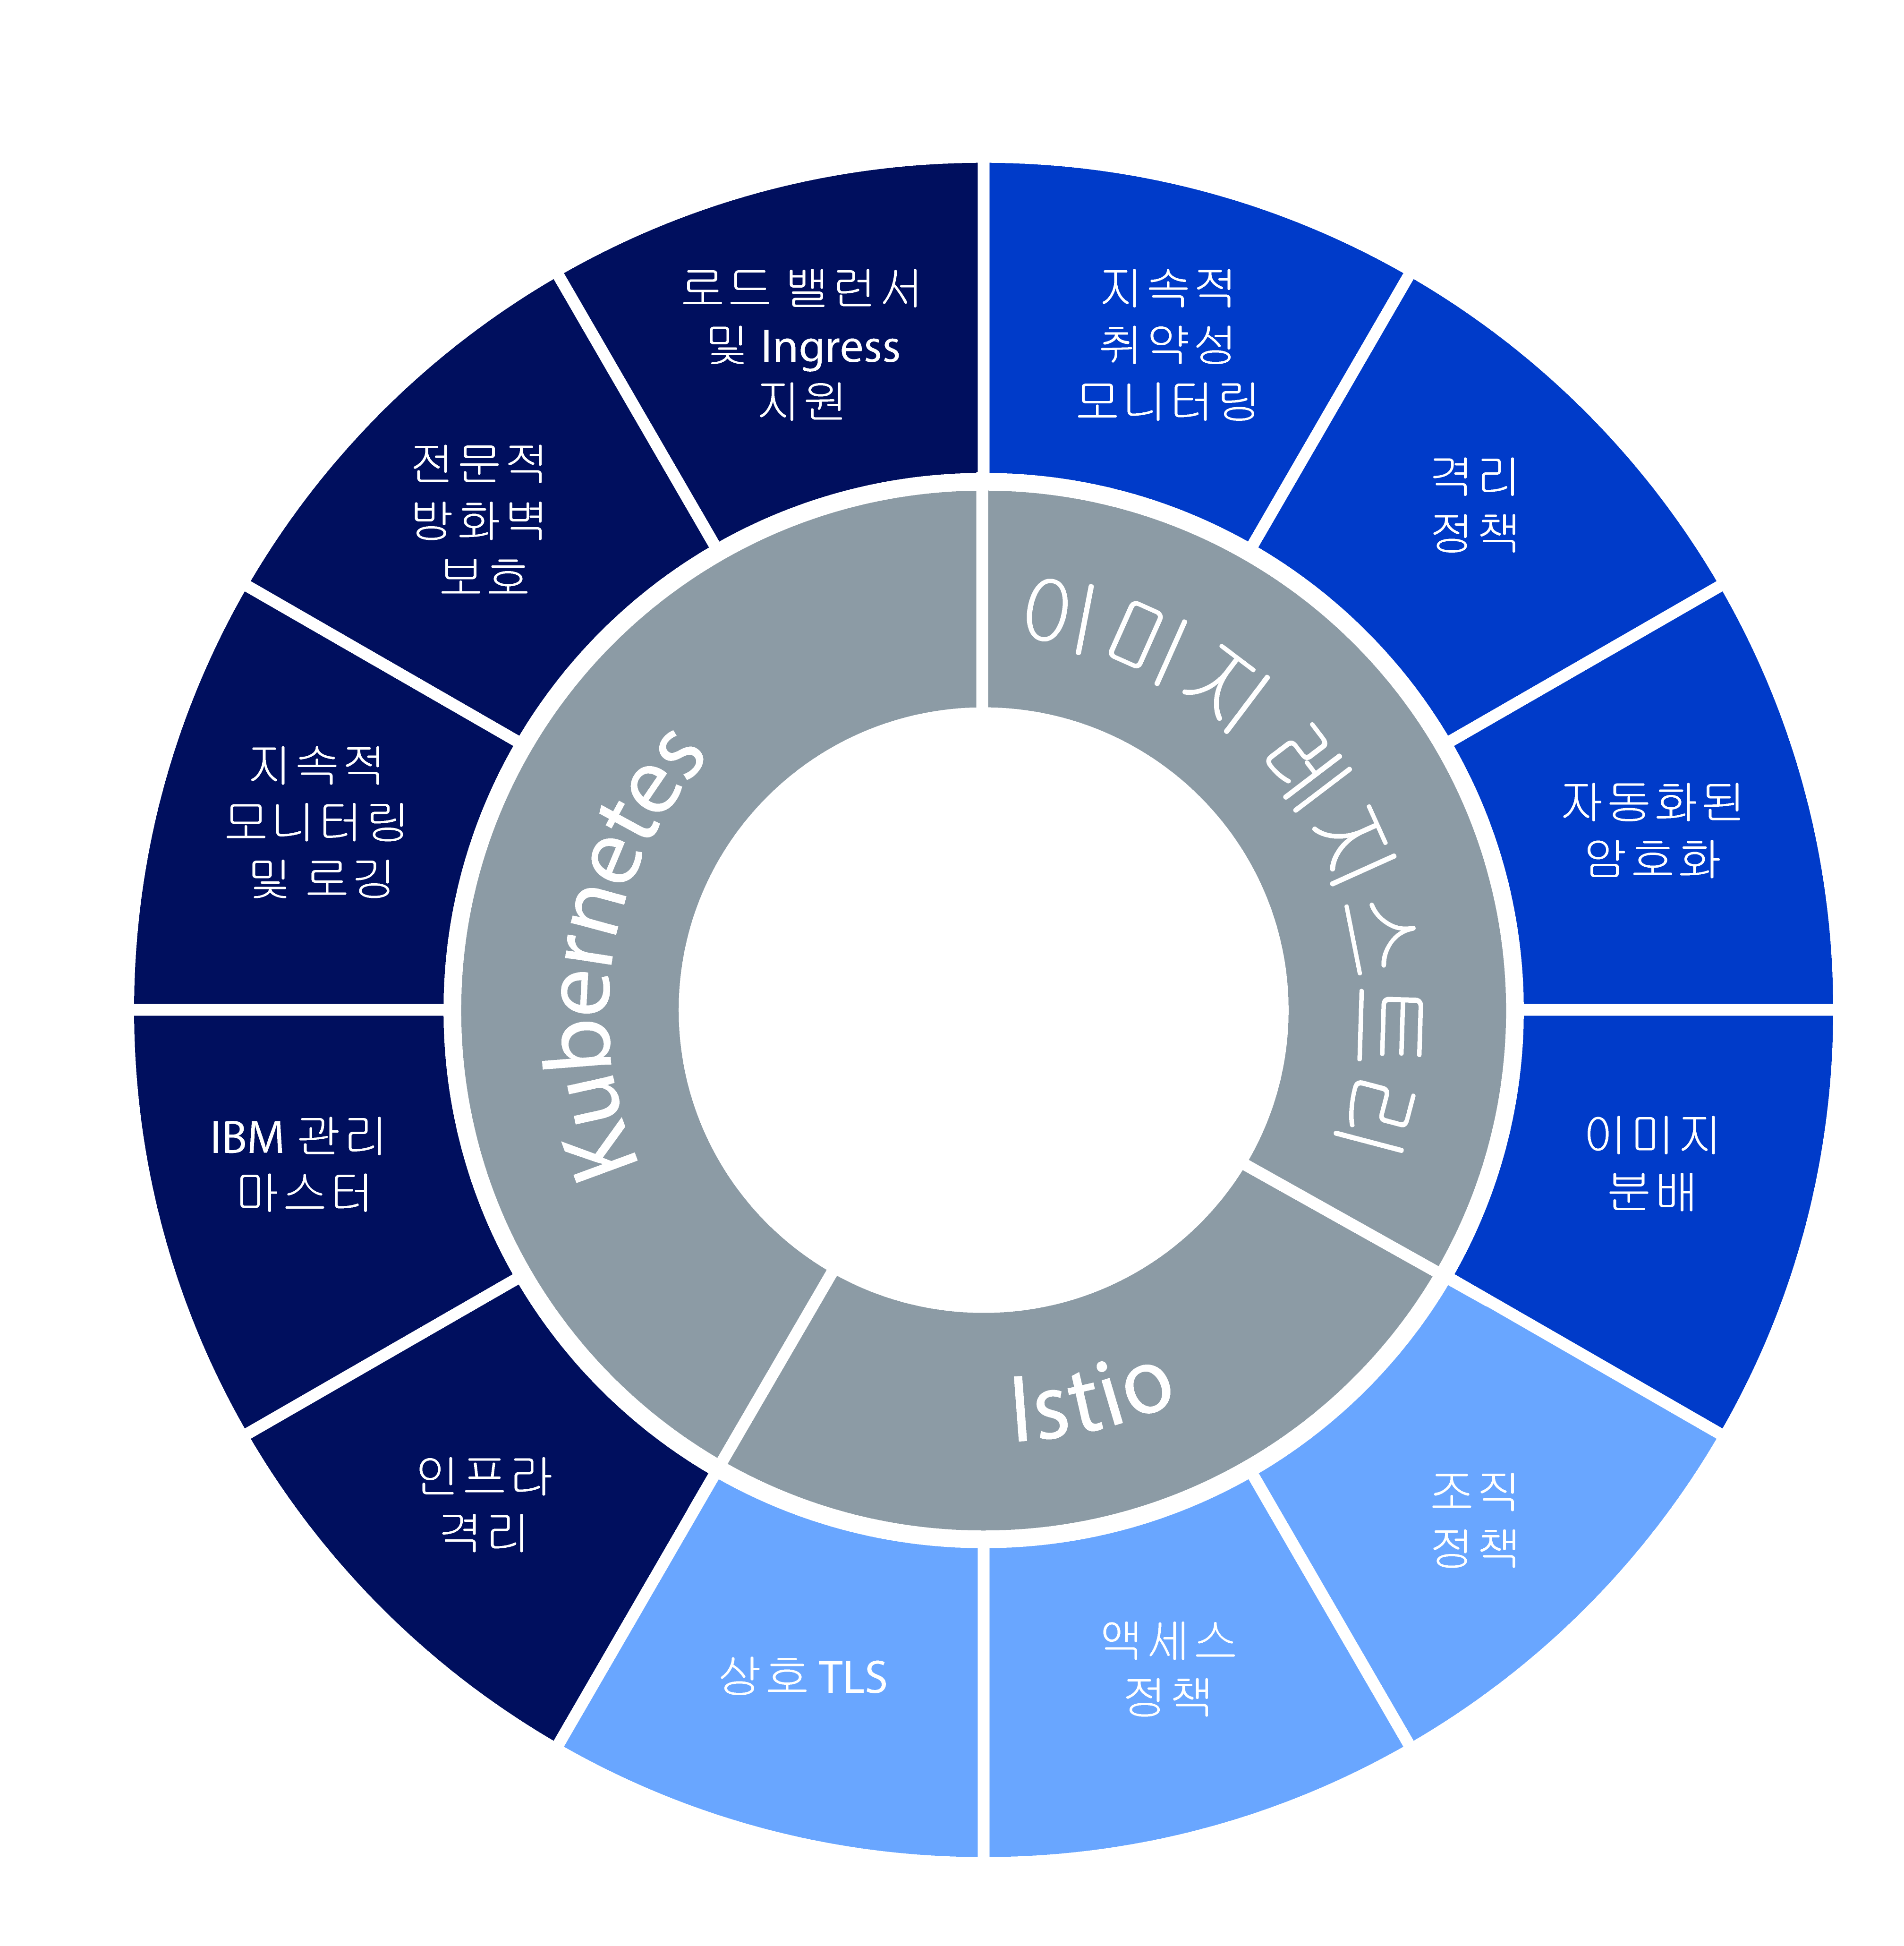 로드 밸런서
및 Ingress
지원
지속적
취약성
모니터링
격리
정책
자동화된
암호화
이미지
분배
조직
정책
액세스
정책
상호 TLS
인프라
격리
IBM 관리
마스터
지속적
모니터링
및 로깅
전문적
방화벽
보호
Kubernetes
이미지 레지스트리
Istio